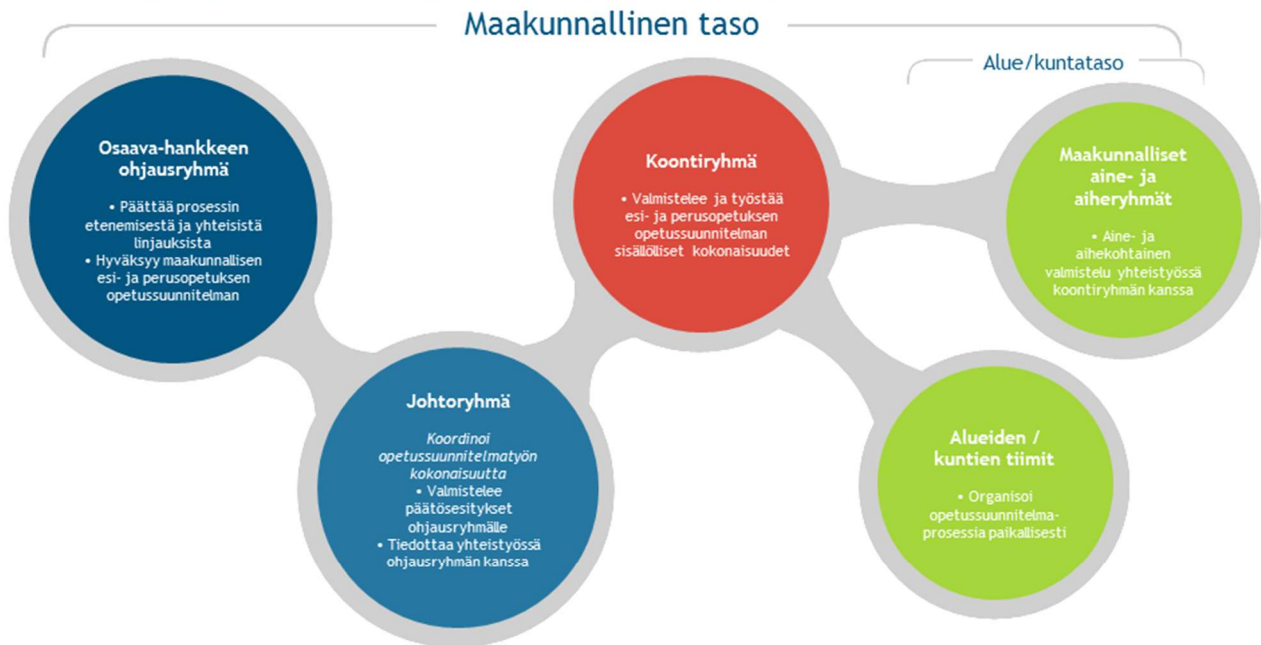 Maakunnallinen taso
Alue/kuntataso
Osaava-hankkeen
ohjausryhmä
• Päättää prosessin
etenemisestä ja yhteisistä
linjauksista
• Hyväksyy maakunnallisen
esi- ja perusopetuksen
opetussuunnitelman
Johtoryhmä
Koordinoi
opetussuunnitelmatyön
kokonaisuutta
• Valmistelee
päätösesitykset
ohjausryhmälle
• Tiedottaa yhteistyössä
ohjausryhmän kanssa
Koontiryhmä
• Valmistelee ja työstää
esi- ja perusopetuksen
opetussuunnitelman
sisällölliset kokonaisuudet
Maakunnalliset
aine- ja
aiheryhmät
• Aine- ja
aihekohtainen
valmistelu yhteistyössä
koontiryhmän kanssa
Alueiden /
kuntien tiimit
• Organisoi
opetussuunnitelma-
prosessia paikallisesti